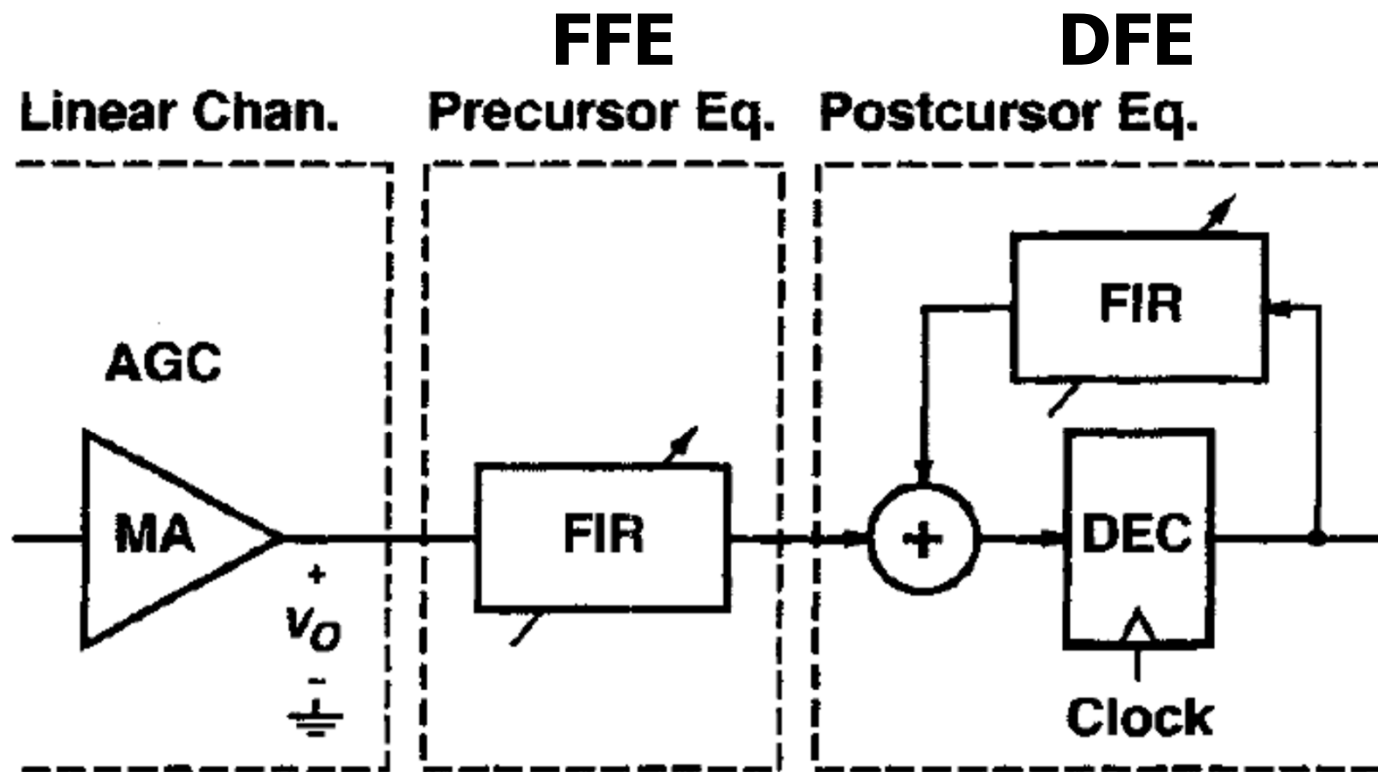 FFE
DFE
Linear Chan.
Precursor Eq.
Postcursor Eq.
AGC
MA
+
vO
-
FIR
FIR
+
DEC
Clock